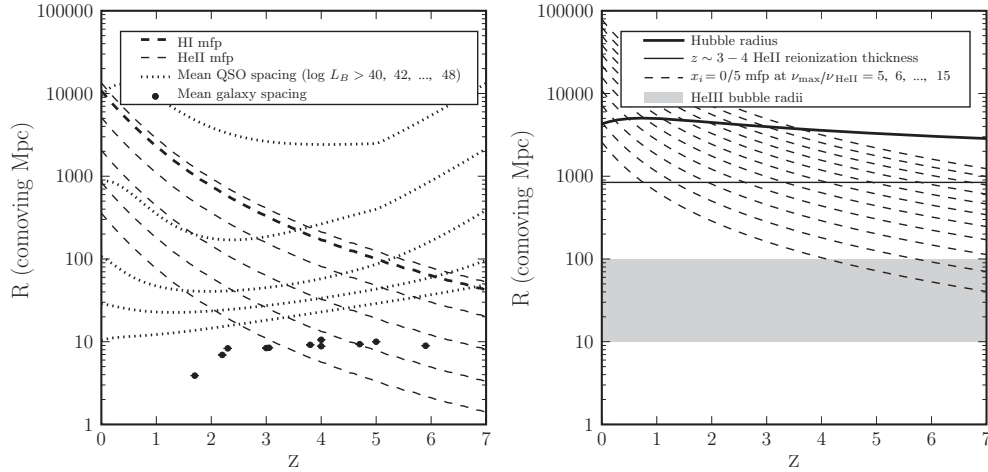 HI mfp
HeII mfp
Mean QSO spacing (log L_B > 40, 42, ..., 48)
Mean galaxy spacing
100000
10000
1000
100
10
1
R (comoving Mpc)
0 1 2 3 4 5 6 7
z
Hubble radius
z ∼ 3 − 4 HeII reionization thickness
x_i = 0/5 mfp at ν_max/ν_HeII = 5, 6, ..., 15
HeIII bubble radii
100000
10000
1000
100
10
1
R (comoving Mpc)
0 1 2 3 4 5 6 7
z